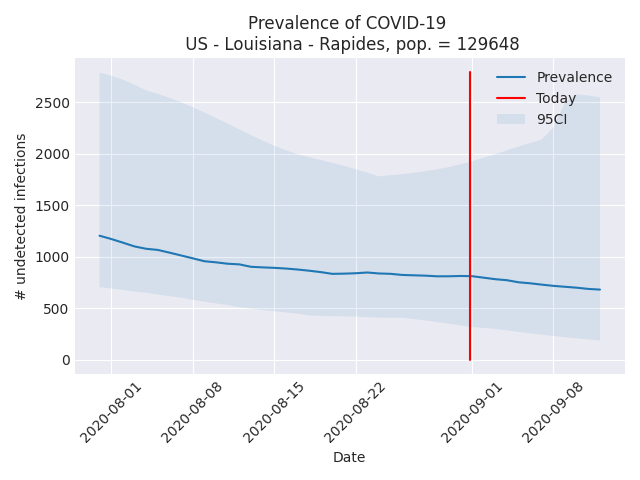 Prevalence of COVID-19
US - Louisiana - Rapides, pop. = 129648
# undetected infections
2500
2000
1500
1000
500
0
Prevalence
Today
95CI
2020-08-01
2020-08-08
2020-08-15
2020-08-22
2020-09-01
2020-09-08
Date